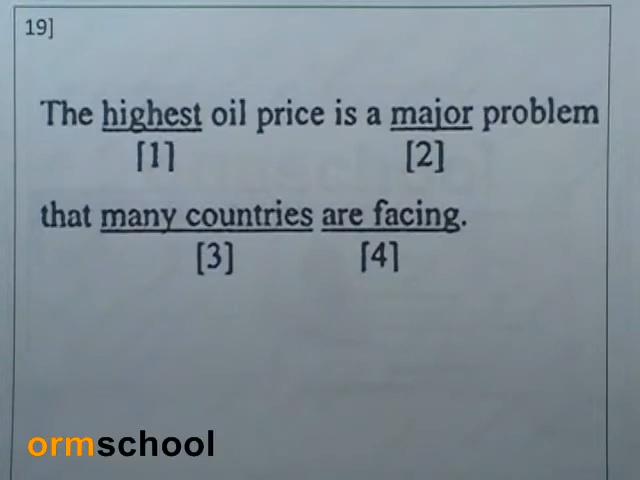 19]
The highest oil price is a major problem
[1] [2]
that many countries are facing.
[3] [4]
ormschool